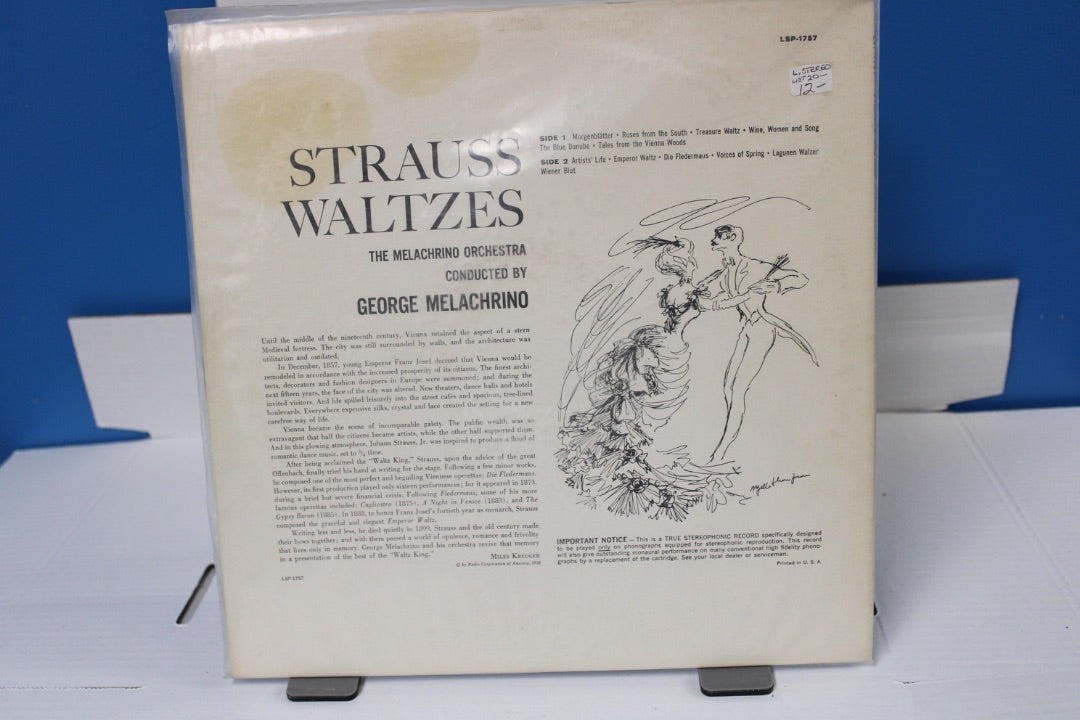 LSP-1757
L. STEREO
LIST 20—
12—
STRAUSS
WALTZES
THE MELACHRINO ORCHESTRA
CONDUCTED BY
GEORGE MELACHRINO
SIDE 1 Morgenblätter • Roses from the South • Treasure Waltz • Wine, Women and Song
The Blue Danube • Tales from the Vienna Woods
SIDE 2 Artists' Life • Emperor Waltz • Die Fledermaus • Voices of Spring • Lagunen Walzer
Wiener Blut
Until the middle of the nineteenth century, Vienna retained the aspect of a stern
Medieval fortress. The city was still surrounded by walls, and the architecture was
utilitarian and outdated.
In December, 1857, young Emperor Franz Josef decreed that Vienna would be
remodeled in accordance with the increased prosperity of its citizens. The finest archi-
tects, decorators and fashion designers in Europe were summoned; and during the
next fifteen years, the face of the city was altered. New theaters, dance halls and hotels
invited visitors. And life spilled leisurely into the street cafés and spacious, tree-lined
boulevards. Everywhere expensive silks, crystal and lace created the setting for a new
carefree way of life.
Vienna became the scene of incomparable gaiety. The public wealth was so
extravagant that half the citizens became artists, while the other half supported them.
And in this glowing atmosphere, Johann Strauss, Jr. was inspired to produce a flood of
romantic dance music, set to ¾ time.
After being acclaimed the "Waltz King," Strauss, upon the advice of the great
Offenbach, finally tried his hand at writing for the stage. Following a few minor works,
he composed one of the most perfect and beguiling Viennese operettas: Die Fledermaus.
However, its first production played only sixteen performances; for it appeared in 1873,
during a brief but severe financial crisis. Following Fledermaus, some of his more
famous operettas included: Cagliostro (1875), A Night in Venice (1883), and The
Gypsy Baron (1885). In 1888, to honor Franz Josef's fortieth year as monarch, Strauss
composed the graceful and elegant Emperor Waltz.
Writing less and less, he died quietly in 1899. Strauss and the old century made
their bows together; and with them passed a world of opulence, romance and frivolity
that lives only in memory. George Melachrino and his orchestra revive that memory
in a presentation of the best of the "Waltz King."
MILES KREUGER
© by Radio Corporation of America, 1958
LSP-1757
IMPORTANT NOTICE — This is a TRUE STEREOPHONIC RECORD specifically designed
to be played only on phonographs equipped for stereophonic reproduction. This record
will also give outstanding monaural performance on many conventional high fidelity phono-
graphs by a replacement of the cartridge. See your local dealer or serviceman.
Printed in U. S. A.